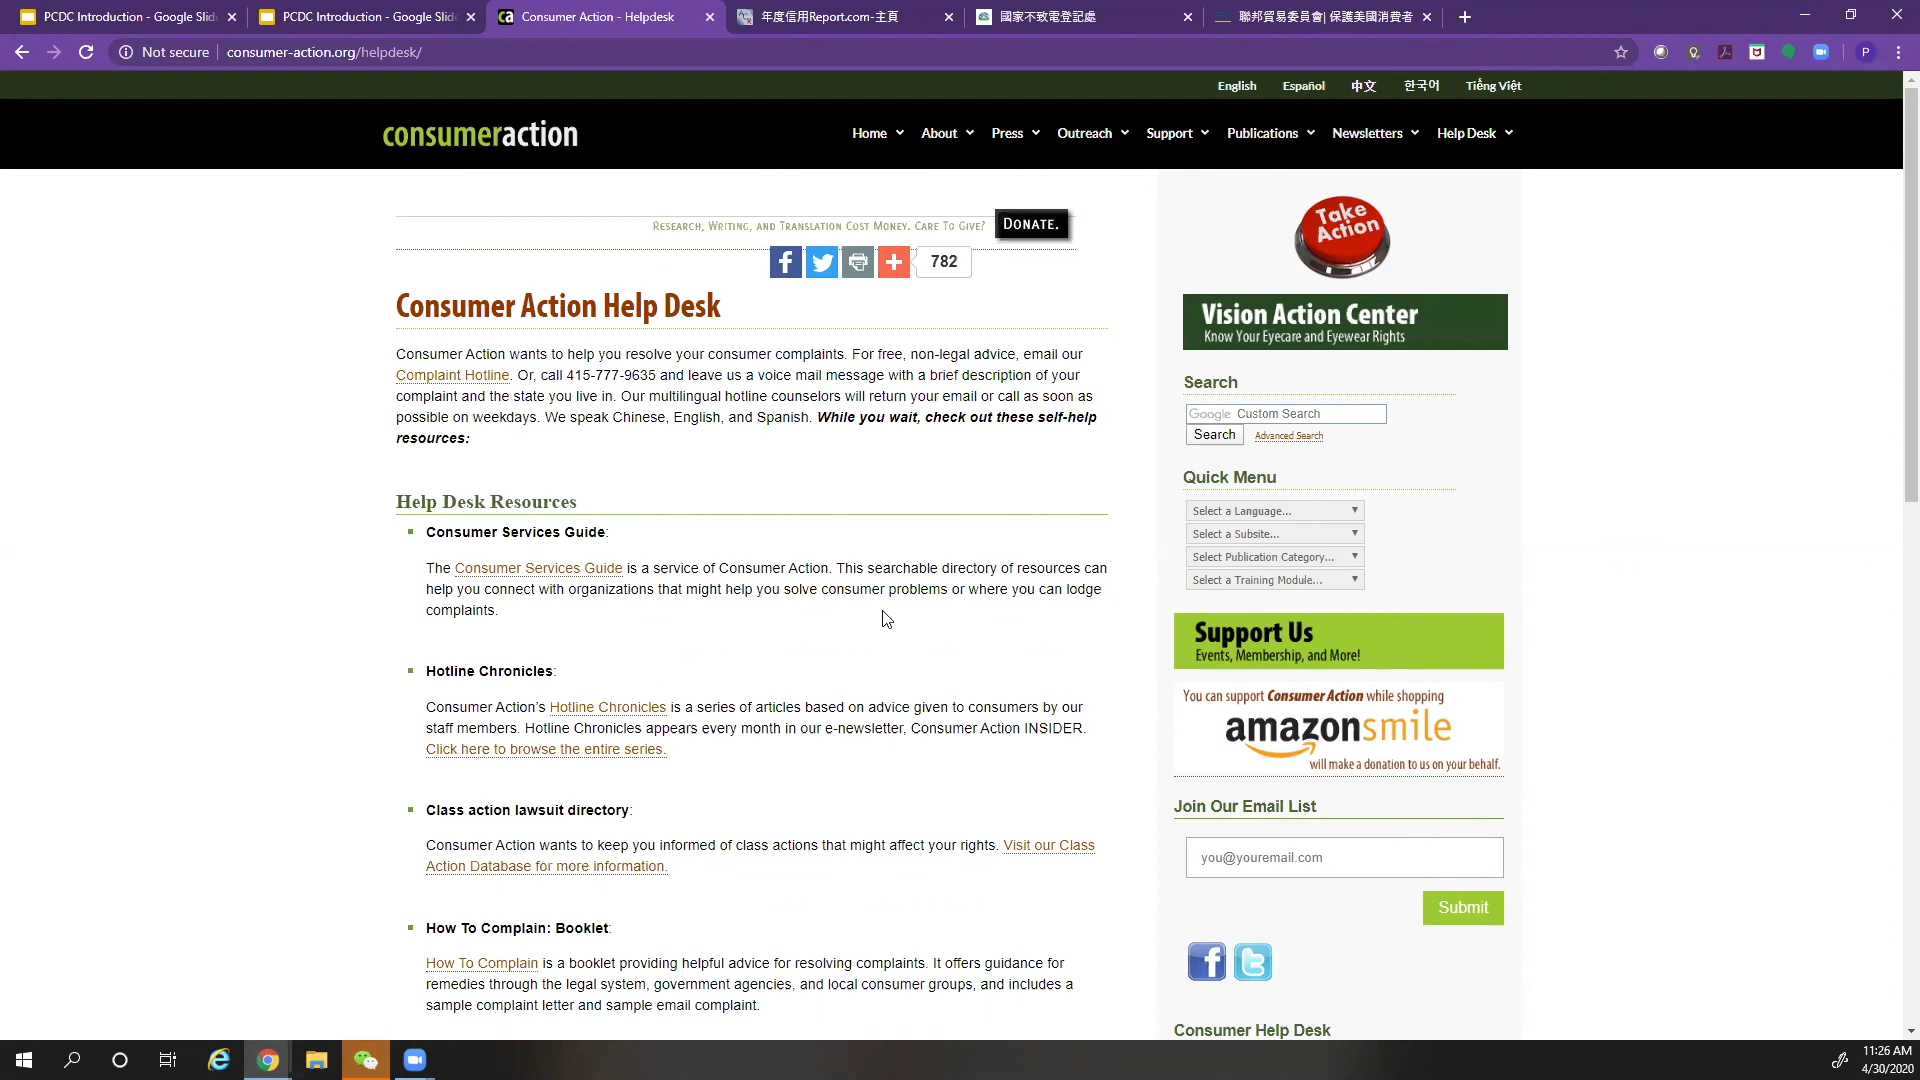 PCDC Introduction - Google Slid
PCDC Introduction - Google Slid
Consumer Action - Helpdesk
年度信用Report.com-主頁
國家不致電登記處
聯邦貿易委員會| 保護美國消費者
Not secure
consumer-action.org/helpdesk/
P
English
Español
中文
한국어
Tiếng Việt
consumeraction
Home
About
Press
Outreach
Support
Publications
Newsletters
Help Desk
Research, Writing, and Translation Cost Money. Care To Give?
Donate.
782
Consumer Action Help Desk
Consumer Action wants to help you resolve your consumer complaints. For free, non-legal advice, email our
Complaint Hotline. Or, call 415-777-9635 and leave us a voice mail message with a brief description of your
complaint and the state you live in. Our multilingual hotline counselors will return your email or call as soon as
possible on weekdays. We speak Chinese, English, and Spanish. While you wait, check out these self-help
resources:
Help Desk Resources
Consumer Services Guide:
The Consumer Services Guide is a service of Consumer Action. This searchable directory of resources can
help you connect with organizations that might help you solve consumer problems or where you can lodge
complaints.
Hotline Chronicles:
Consumer Action’s Hotline Chronicles is a series of articles based on advice given to consumers by our
staff members. Hotline Chronicles appears every month in our e-newsletter, Consumer Action INSIDER.
Click here to browse the entire series.
Class action lawsuit directory:
Consumer Action wants to keep you informed of class actions that might affect your rights. Visit our Class
Action Database for more information.
How To Complain: Booklet:
How To Complain is a booklet providing helpful advice for resolving complaints. It offers guidance for
remedies through the legal system, government agencies, and local consumer groups, and includes a
sample complaint letter and sample email complaint.
Take
Action
Vision Action Center
Know Your Eyecare and Eyewear Rights
Search
Google Custom Search
Search
Advanced Search
Quick Menu
Select a Language...
Select a Subsite...
Select Publication Category...
Select a Training Module...
Support Us
Events, Membership, and More!
You can support Consumer Action while shopping
amazonsmile
will make a donation to us on your behalf.
Join Our Email List
you@youremail.com
Submit
Consumer Help Desk
11:26 AM
4/30/2020